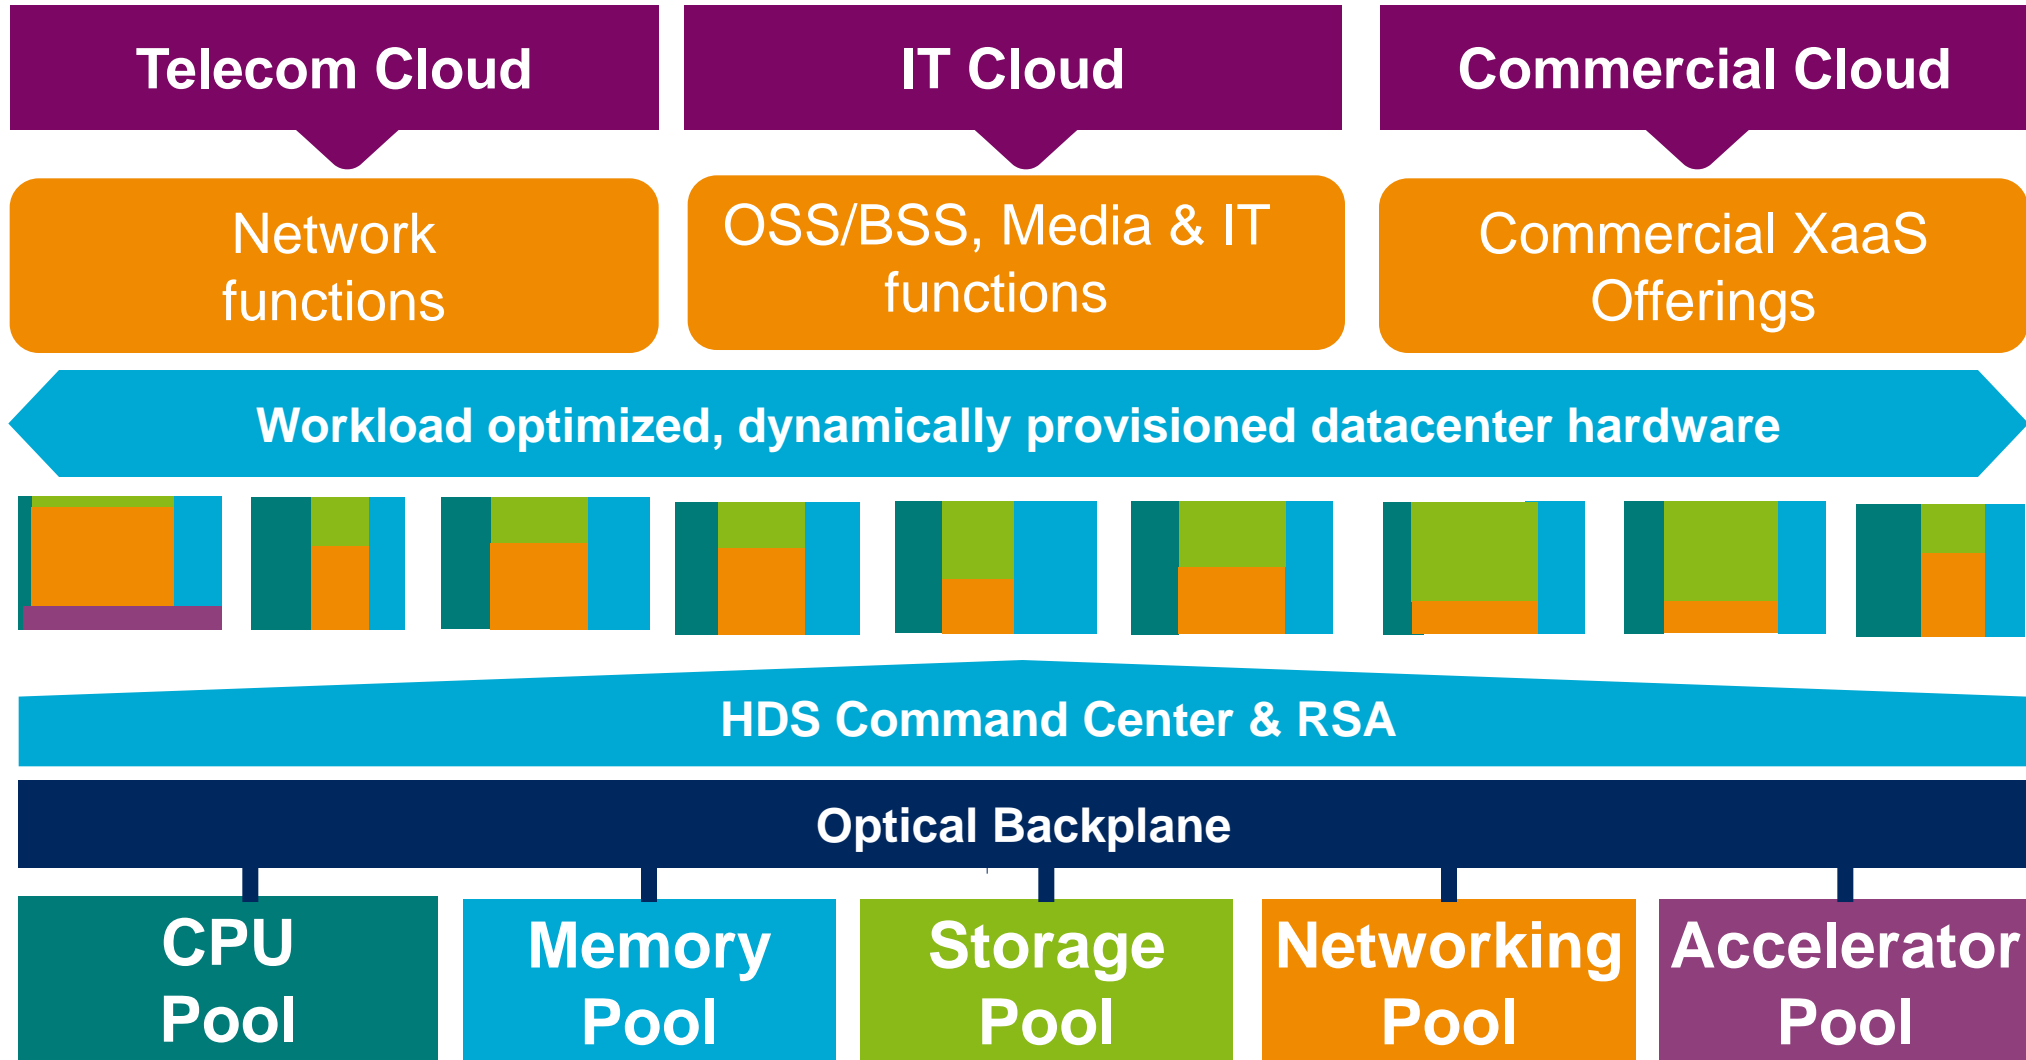 Telecom Cloud
IT Cloud
Commercial Cloud
Network
functions
OSS/BSS, Media & IT
functions
Commercial XaaS
Offerings
Workload optimized, dynamically provisioned datacenter hardware
HDS Command Center & RSA
Optical Backplane
CPU
Pool
Memory
Pool
Storage
Pool
Networking
Pool
Accelerator
Pool